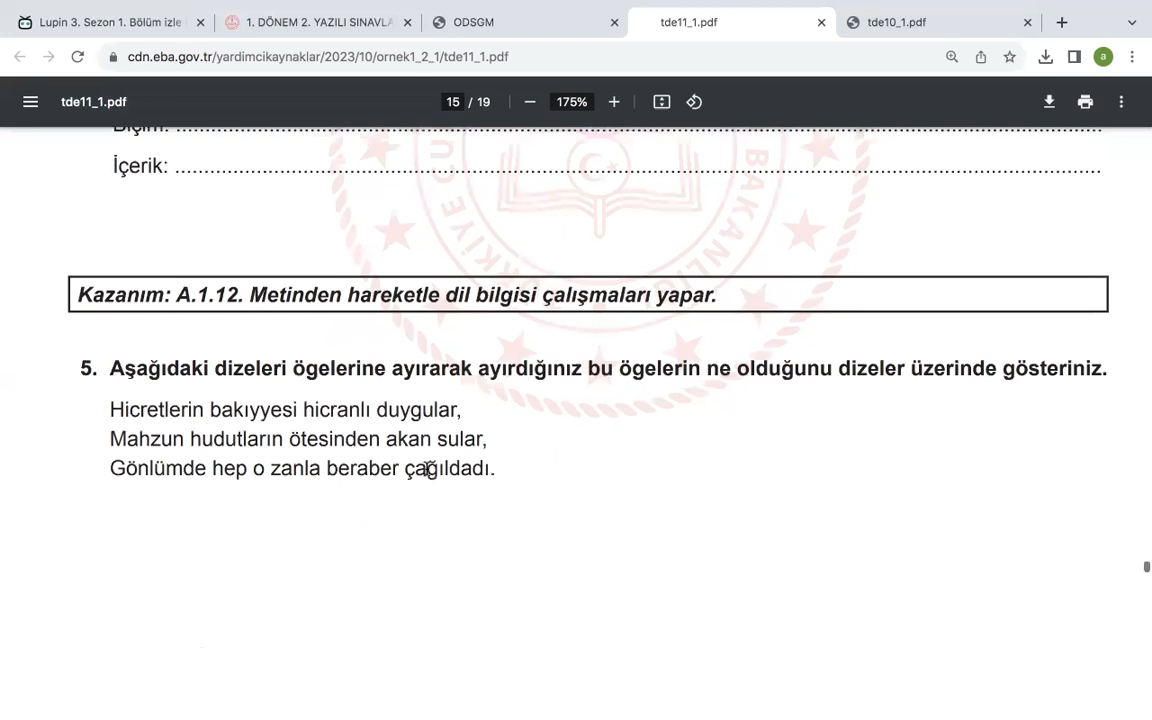 Lupin 3. Sezon 1. Bölüm izle
1. DÖNEM 2. YAZILI SINAVLA
ODSGM
tde11_1.pdf
tde10_1.pdf
cdn.eba.gov.tr/yardimcikaynaklar/2023/10/ornek1_2_1/tde11_1.pdf
a
tde11_1.pdf
15 / 19
175%
Biçim: ................................................................
İçerik: ................................................................
Kazanım: A.1.12. Metinden hareketle dil bilgisi çalışmaları yapar.
5. Aşağıdaki dizeleri ögelerine ayırarak ayırdığınız bu ögelerin ne olduğunu dizeler üzerinde gösteriniz.
Hicretlerin bakıyyesi hicranlı duygular,
Mahzun hudutların ötesinden akan sular,
Gönlümde hep o zanla beraber çağıldadı.